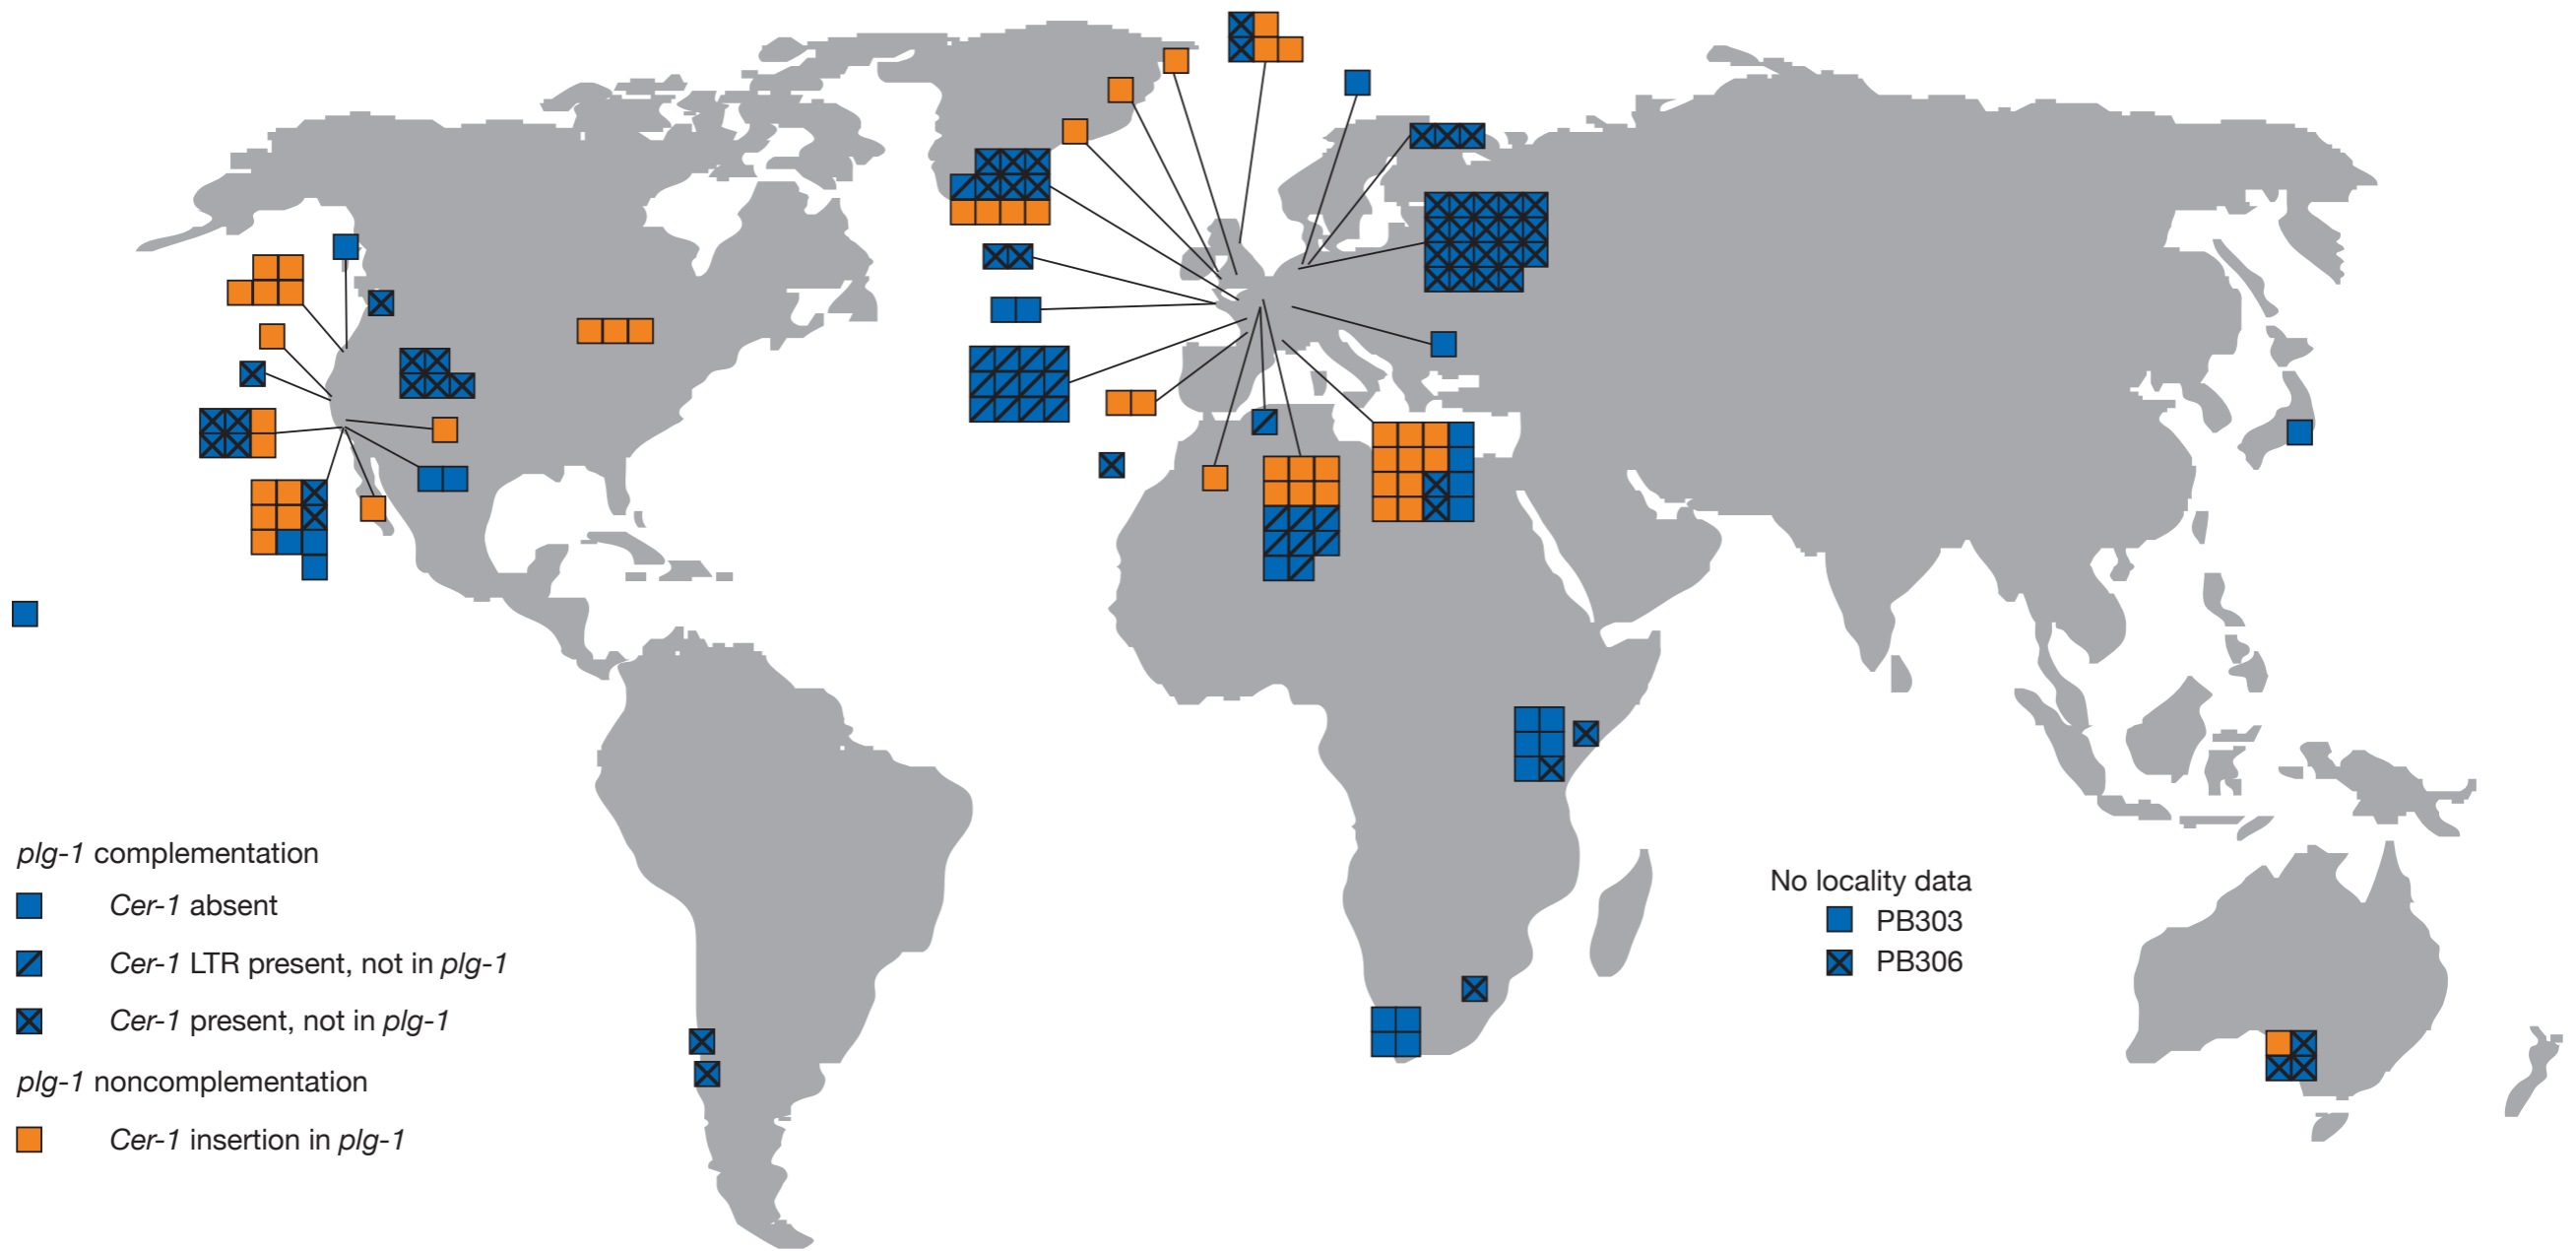 plg-1 complementation
Cer-1 absent
Cer-1 LTR present, not in plg-1
Cer-1 present, not in plg-1
plg-1 noncomplementation
Cer-1 insertion in plg-1
No locality data
PB303
PB306